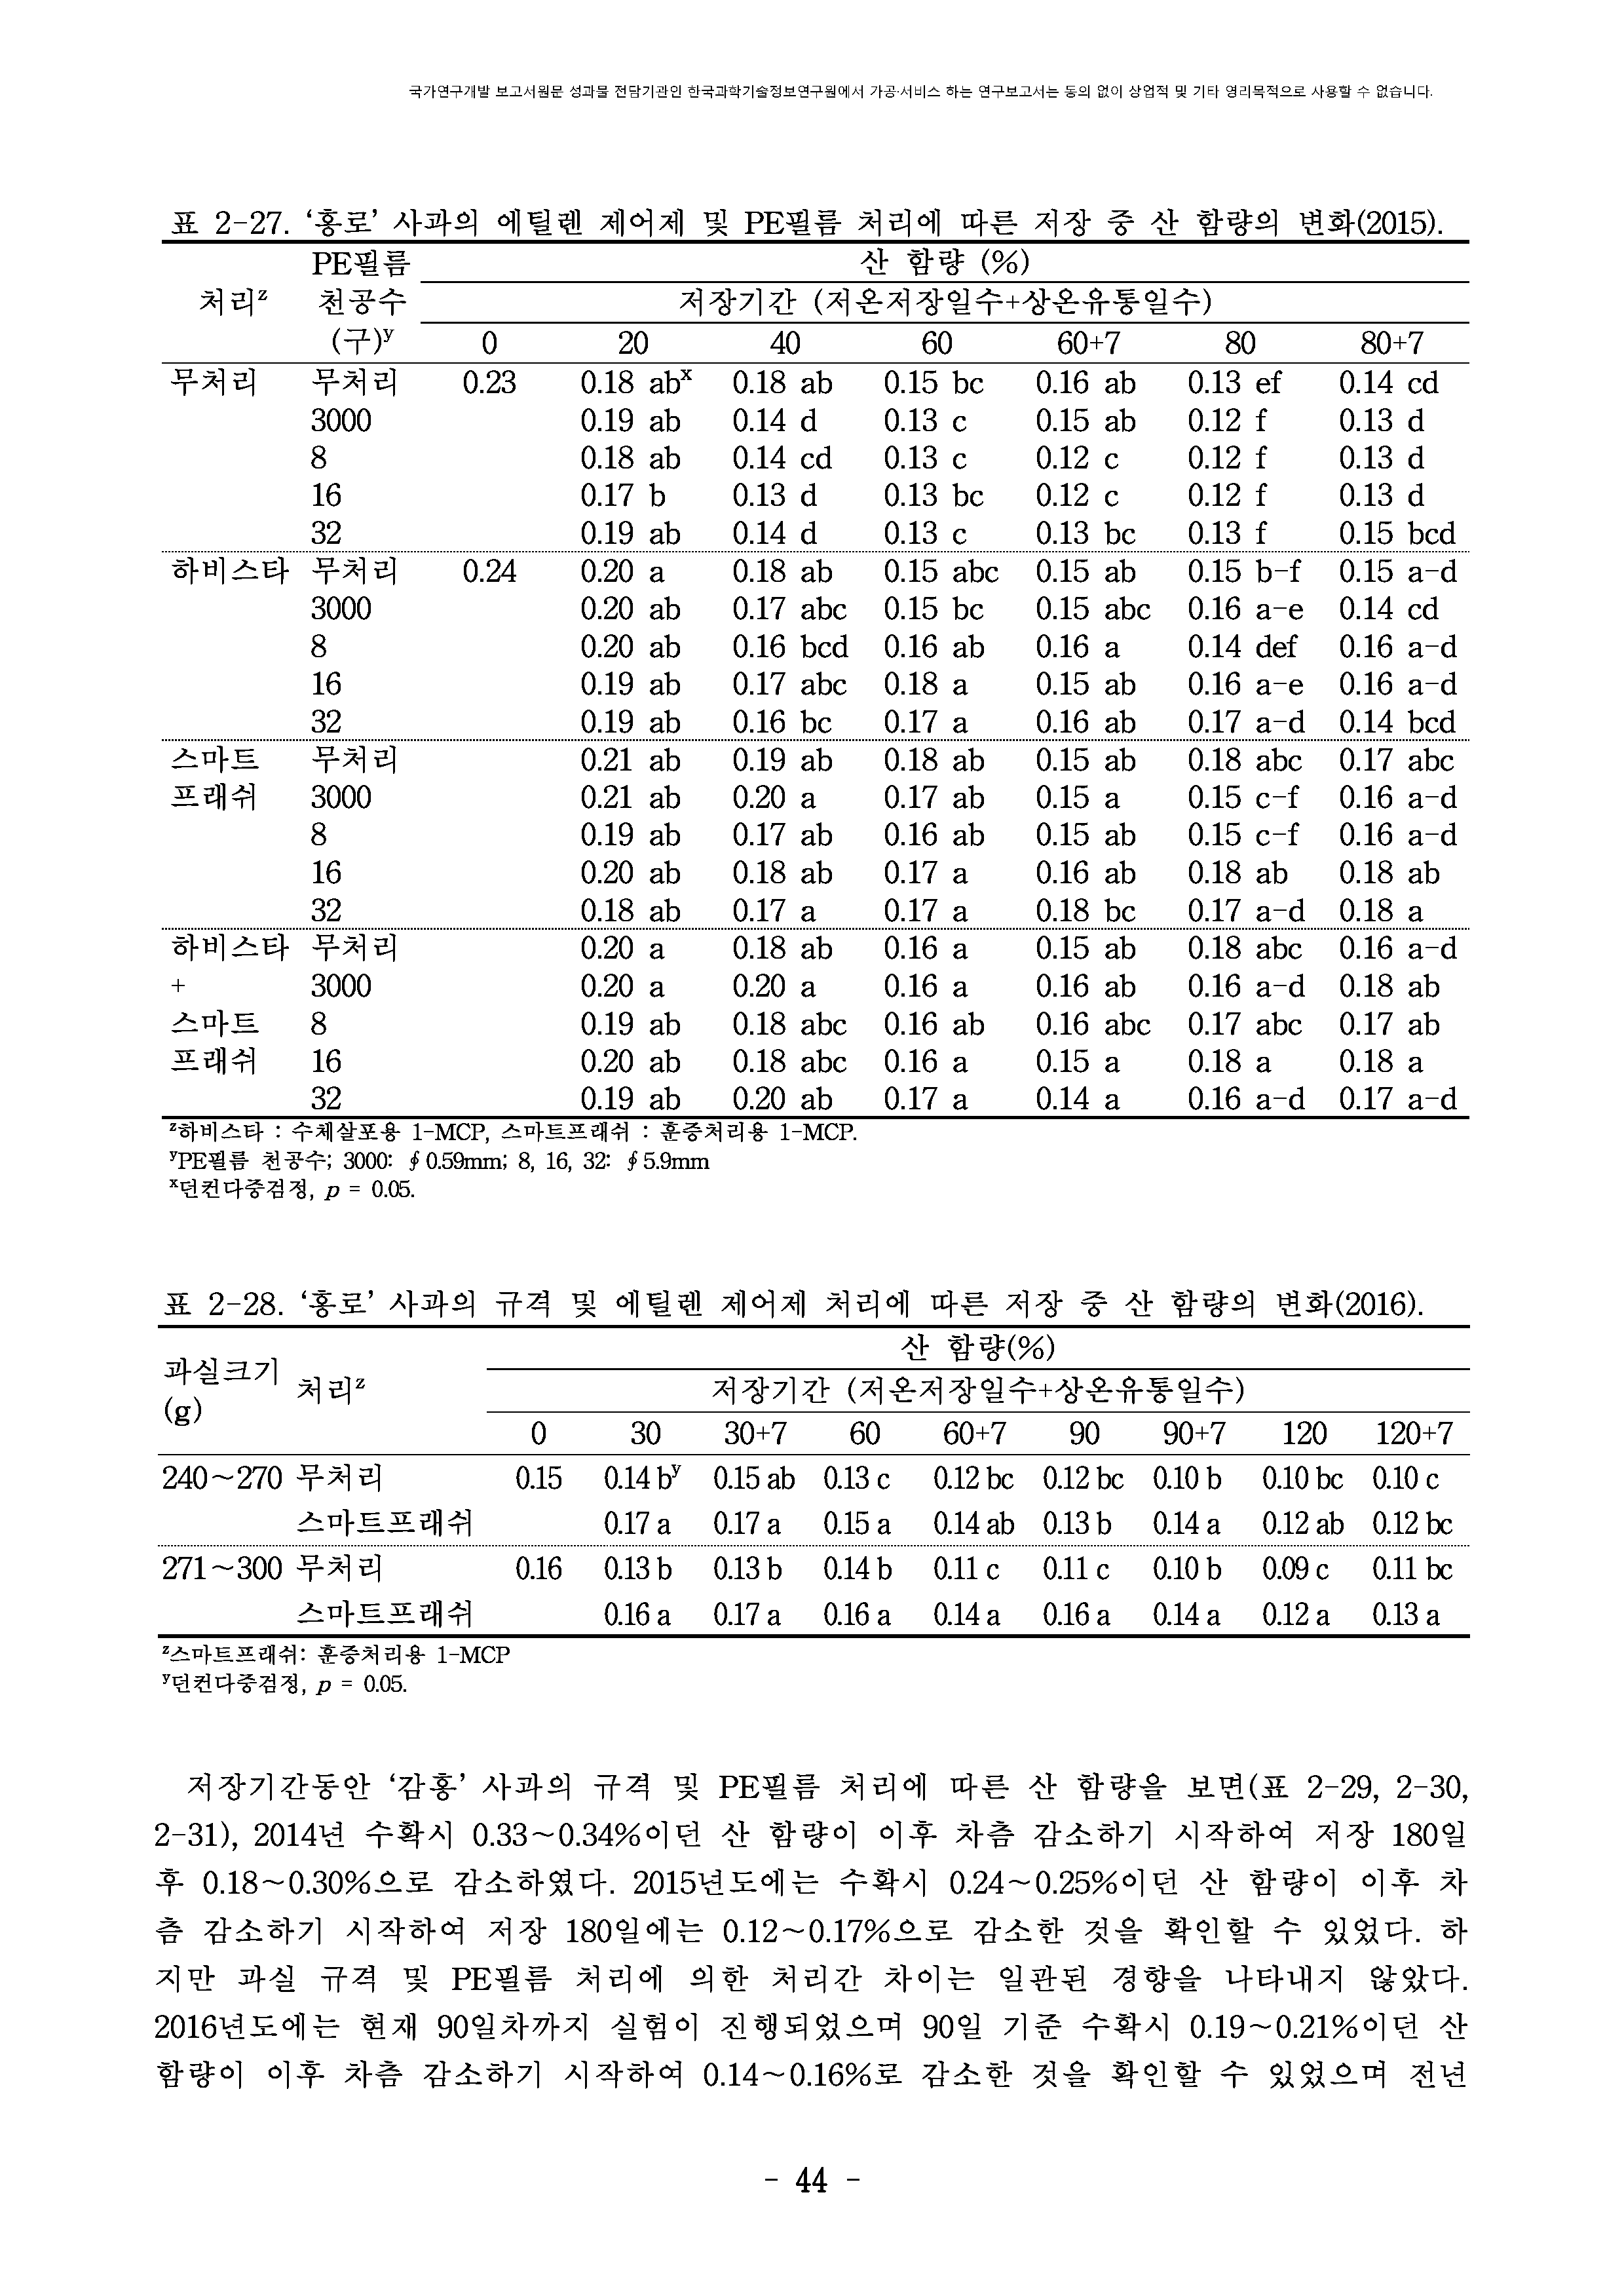 국가연구개발 보고서원문 성과물 전담기관인 한국과학기술정보연구원에서 가공·서비스 하는 연구보고서는 동의 없이 상업적 및 기타 영리목적으로 사용할 수 없습니다.
표 2-27. ‘홍로’ 사과의 에틸렌 제어제 및 PE필름 처리에 따른 저장 중 산 함량의 변화(2015).
처리z PE필름 천공수 (구)y 산 함량 (%)
저장기간 (저온저장일수+상온유통일수)
0 20 40 60 60+7 80 80+7
무처리 무처리 0.23 0.18 abx 0.18 ab 0.15 bc 0.16 ab 0.13 ef 0.14 cd
3000 0.19 ab 0.14 d 0.13 c 0.15 ab 0.12 f 0.13 d
8 0.18 ab 0.14 cd 0.13 c 0.12 c 0.12 f 0.13 d
16 0.17 b 0.13 d 0.13 bc 0.12 c 0.12 f 0.13 d
32 0.19 ab 0.14 d 0.13 c 0.13 bc 0.13 f 0.15 bcd
하비스타 무처리 0.24 0.20 a 0.18 ab 0.15 abc 0.15 ab 0.15 b-f 0.15 a-d
3000 0.20 ab 0.17 abc 0.15 bc 0.15 abc 0.16 a-e 0.14 cd
8 0.20 ab 0.16 bcd 0.16 ab 0.16 a 0.14 def 0.16 a-d
16 0.19 ab 0.17 abc 0.18 a 0.15 ab 0.16 a-e 0.16 a-d
32 0.19 ab 0.16 bc 0.17 a 0.16 ab 0.17 a-d 0.14 bcd
스마트 무처리 0.21 ab 0.19 ab 0.18 ab 0.15 ab 0.18 abc 0.17 abc
프래쉬 3000 0.21 ab 0.20 a 0.17 ab 0.15 a 0.15 c-f 0.16 a-d
8 0.19 ab 0.17 ab 0.16 ab 0.15 ab 0.15 c-f 0.16 a-d
16 0.20 ab 0.18 ab 0.17 a 0.16 ab 0.18 ab 0.18 ab
32 0.18 ab 0.17 a 0.17 a 0.18 bc 0.17 a-d 0.18 a
하비스타 무처리 0.20 a 0.18 ab 0.16 a 0.15 ab 0.18 abc 0.16 a-d
+ 3000 0.20 a 0.20 a 0.16 a 0.16 ab 0.16 a-d 0.18 ab
스마트 8 0.19 ab 0.18 abc 0.16 ab 0.16 abc 0.17 abc 0.17 ab
프래쉬 16 0.20 ab 0.18 abc 0.16 a 0.15 a 0.18 a 0.18 a
32 0.19 ab 0.20 ab 0.17 a 0.14 a 0.16 a-d 0.17 a-d
z하비스타 : 수체살포용 1-MCP, 스마트프래쉬 : 훈증처리용 1-MCP.
yPE필름 천공수; 3000: ∮0.59mm; 8, 16, 32: ∮5.9mm
x던컨다중검정, p = 0.05.
표 2-28. ‘홍로’ 사과의 규격 및 에틸렌 제어제 처리에 따른 저장 중 산 함량의 변화(2016).
과실크기 (g) 처리z 산 함량(%)
저장기간 (저온저장일수+상온유통일수)
0 30 30+7 60 60+7 90 90+7 120 120+7
240~270 무처리 0.15 0.14 by 0.15 ab 0.13 c 0.12 bc 0.12 bc 0.10 b 0.10 bc 0.10 c
스마트프래쉬 0.17 a 0.17 a 0.15 a 0.14 ab 0.13 b 0.14 a 0.12 ab 0.12 bc
271~300 무처리 0.16 0.13 b 0.13 b 0.14 b 0.11 c 0.11 c 0.10 b 0.09 c 0.11 bc
스마트프래쉬 0.16 a 0.17 a 0.16 a 0.14 a 0.16 a 0.14 a 0.12 a 0.13 a
z스마트프래쉬: 훈증처리용 1-MCP
y던컨다중검정, p = 0.05.
저장기간동안 ‘감홍’ 사과의 규격 및 PE필름 처리에 따른 산 함량을 보면(표 2-29, 2-30,
2-31), 2014년 수확시 0.33~0.34%이던 산 함량이 이후 차츰 감소하기 시작하여 저장 180일
후 0.18~0.30%으로 감소하였다. 2015년도에는 수확시 0.24~0.25%이던 산 함량이 이후 차
츰 감소하기 시작하여 저장 180일에는 0.12~0.17%으로 감소한 것을 확인할 수 있었다. 하
지만 과실 규격 및 PE필름 처리에 의한 처리간 차이는 일관된 경향을 나타내지 않았다.
2016년도에는 현재 90일차까지 실험이 진행되었으며 90일 기준 수확시 0.19~0.21%이던 산
함량이 이후 차츰 감소하기 시작하여 0.14~0.16%로 감소한 것을 확인할 수 있었으며 전년
- 44 -